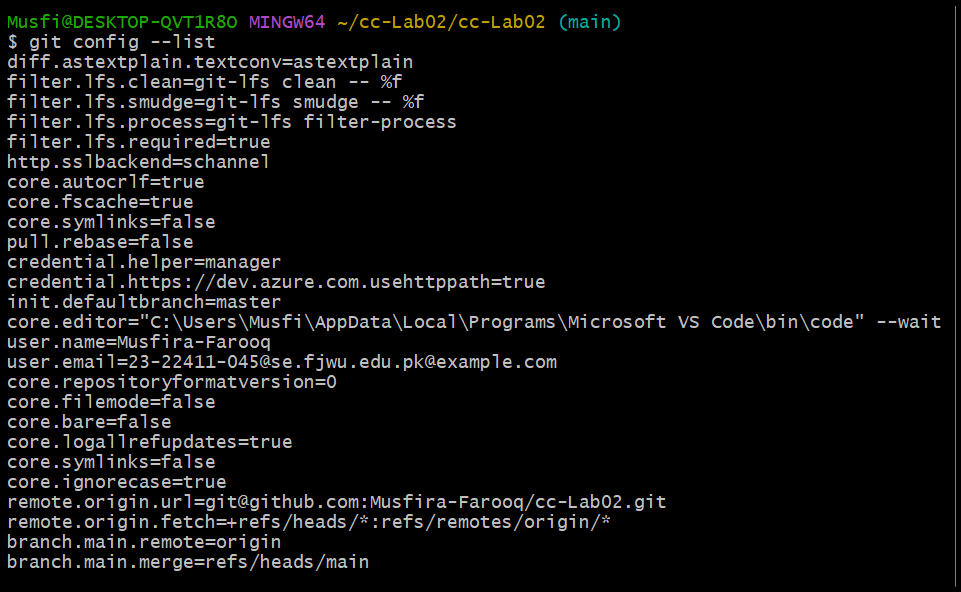 Musfi@DESKTOP-QVT1R8O MINGW64 ~/cc-Lab02/cc-Lab02 (main)
$ git config --list
diff.astextplain.textconv=astextplain
filter.lfs.clean=git-lfs clean -- %f
filter.lfs.smudge=git-lfs smudge -- %f
filter.lfs.process=git-lfs filter-process
filter.lfs.required=true
http.sslbackend=schannel
core.autocrlf=true
core.fscache=true
core.symlinks=false
pull.rebase=false
credential.helper=manager
credential.https://dev.azure.com.usehttppath=true
init.defaultbranch=master
core.editor="C:\Users\Musfi\AppData\Local\Programs\Microsoft VS Code\bin\code" --wait
user.name=Musfira-Farooq
user.email=23-22411-045@se.fjwu.edu.pk@example.com
core.repositoryformatversion=0
core.filemode=false
core.bare=false
core.logallrefupdates=true
core.symlinks=false
core.ignorecase=true
remote.origin.url=git@github.com:Musfira-Farooq/cc-Lab02.git
remote.origin.fetch=+refs/heads/*:refs/remotes/origin/*
branch.main.remote=origin
branch.main.merge=refs/heads/main